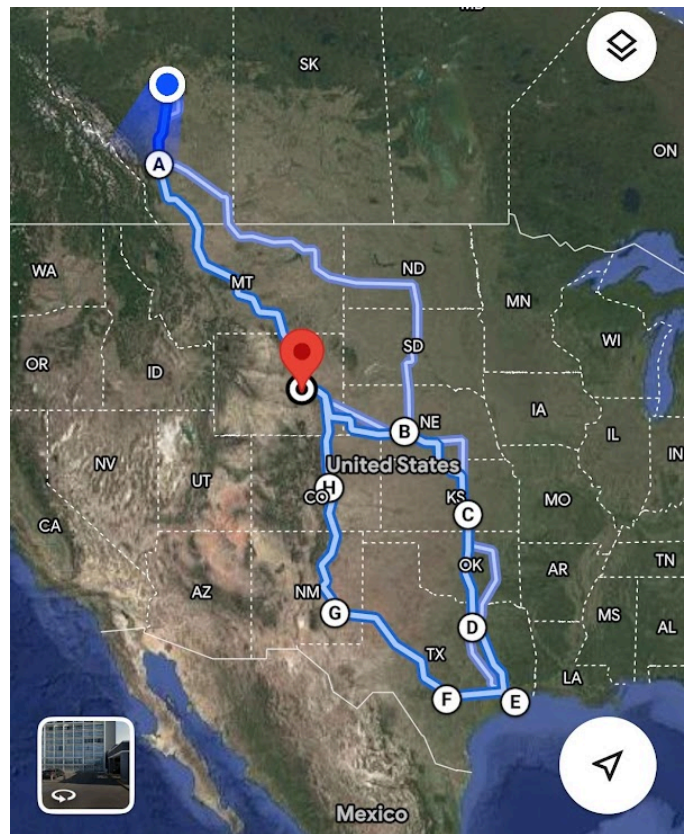 MB
SK
ON
A
WA
MT
ND
MN
OR
ID
SD
WI
B
NE
IA
NV
UT
United States
IL
IN
CA
CO
H
KS
C
MO
AZ
NM
OK
AR
TN
G
D
MS
AL
TX
LA
F
E
Mexico